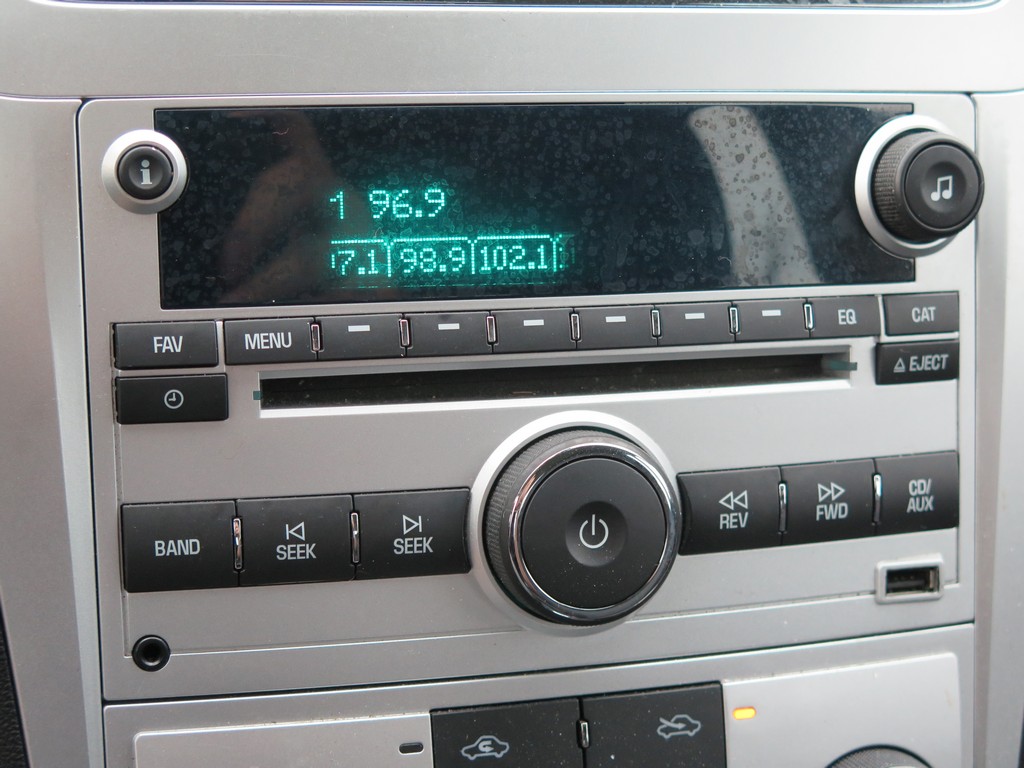 i
1 96.9
7.1 98.9 102.1
FAV
MENU
EQ
CAT
EJECT
BAND
SEEK
SEEK
REV
FWD
CD/
AUX